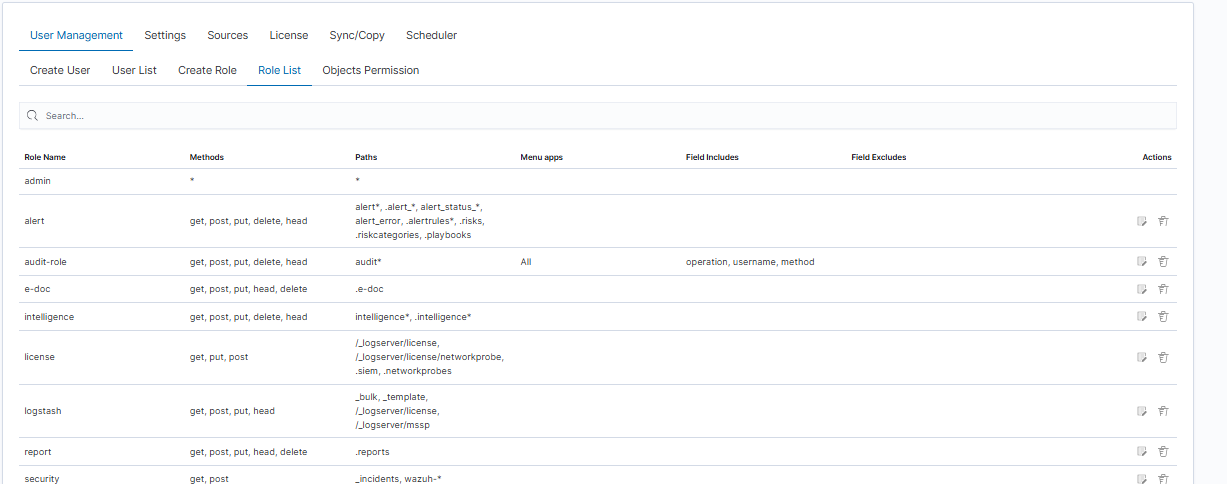 User Management Settings Sources License Sync/Copy Scheduler
Create User User List Create Role Role List Objects Permission
Search...
Role Name Methods Paths Menu apps Field Includes Field Excludes Actions
admin * *
alert get, post, put, delete, head alert*, .alert_*, alert_status_*,
alert_error, .alertrules*, .risks,
.riskcategories, .playbooks
audit-role get, post, put, delete, head audit* All operation, username, method
e-doc get, post, put, head, delete .e-doc
intelligence get, post, put, delete, head intelligence*, .intelligence*
license get, put, post /_logserver/license,
/_logserver/license/networkprobe,
.siem, .networkprobes
logstash get, post, put, head _bulk, _template,
/_logserver/license,
/_logserver/mssp
report get, post, put, head, delete .reports
security get, post _incidents, wazuh-*